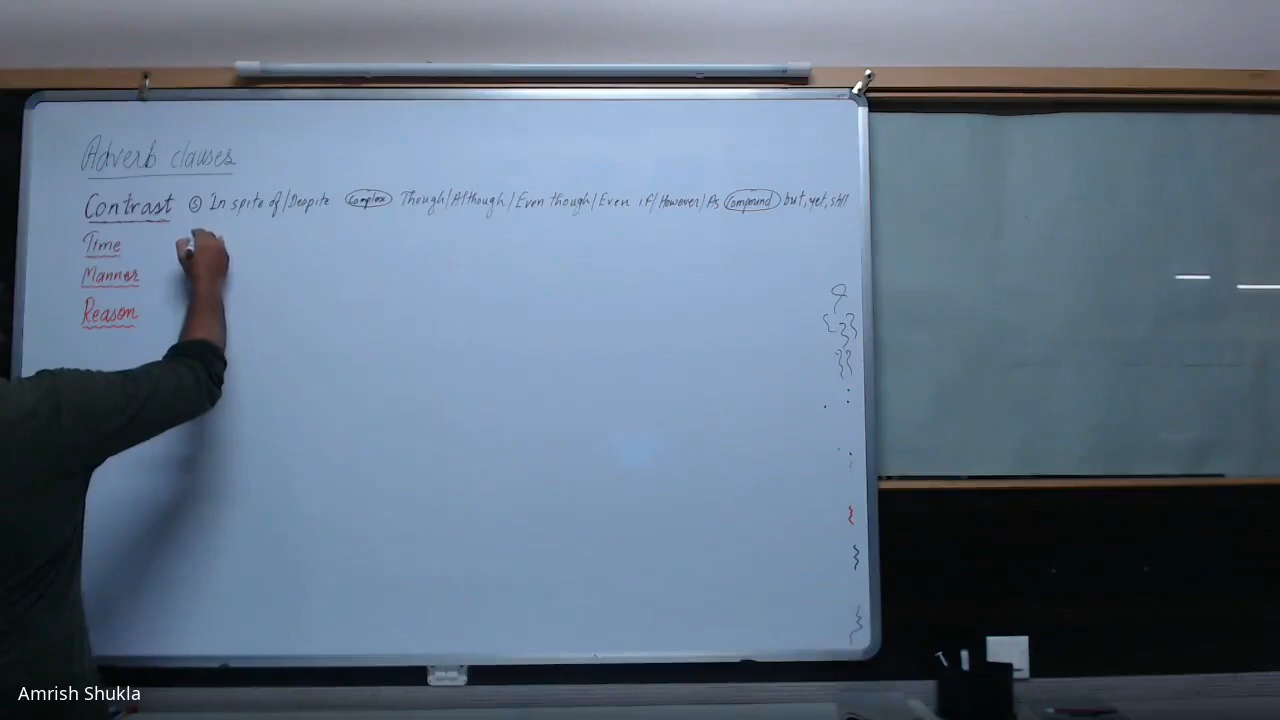 Adverb clauses
Contrast Ⓢ In spite of/Despite Complex Though/Although/Even though/Even if/However/As Compound but, yet, still
Time
Manner
Reason
Amrish Shukla